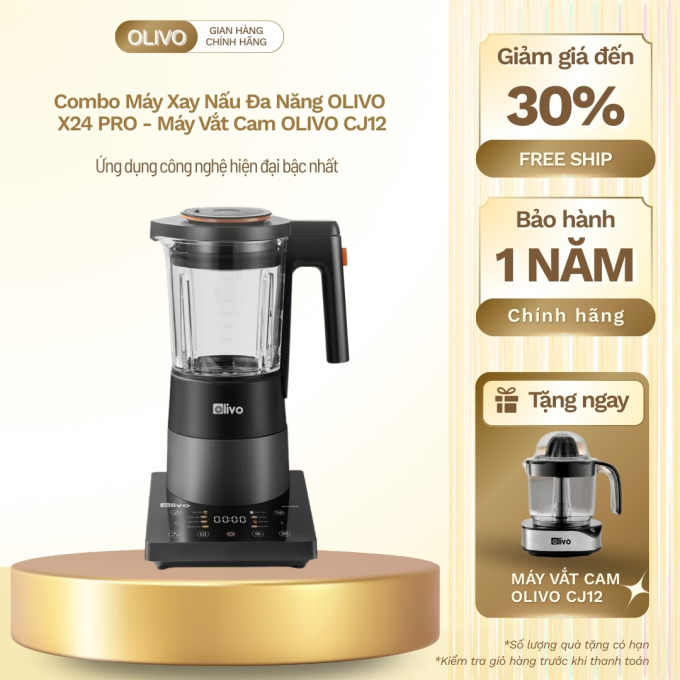 OLIVO
GIAN HÀNG
CHÍNH HÃNG
Combo Máy Xay Nấu Đa Năng OLIVO
X24 PRO - Máy Vắt Cam OLIVO CJ12
Ứng dụng công nghệ hiện đại bậc nhất
Olivo
Olivo
00:00
Giảm giá đến
30%
FREE SHIP
Bảo hành
1 NĂM
Chính hãng
Tặng ngay
Olivo
MÁY VẮT CAM
OLIVO CJ12
*Số lượng quà tặng có hạn
*Kiểm tra giỏ hàng trước khi thanh toán